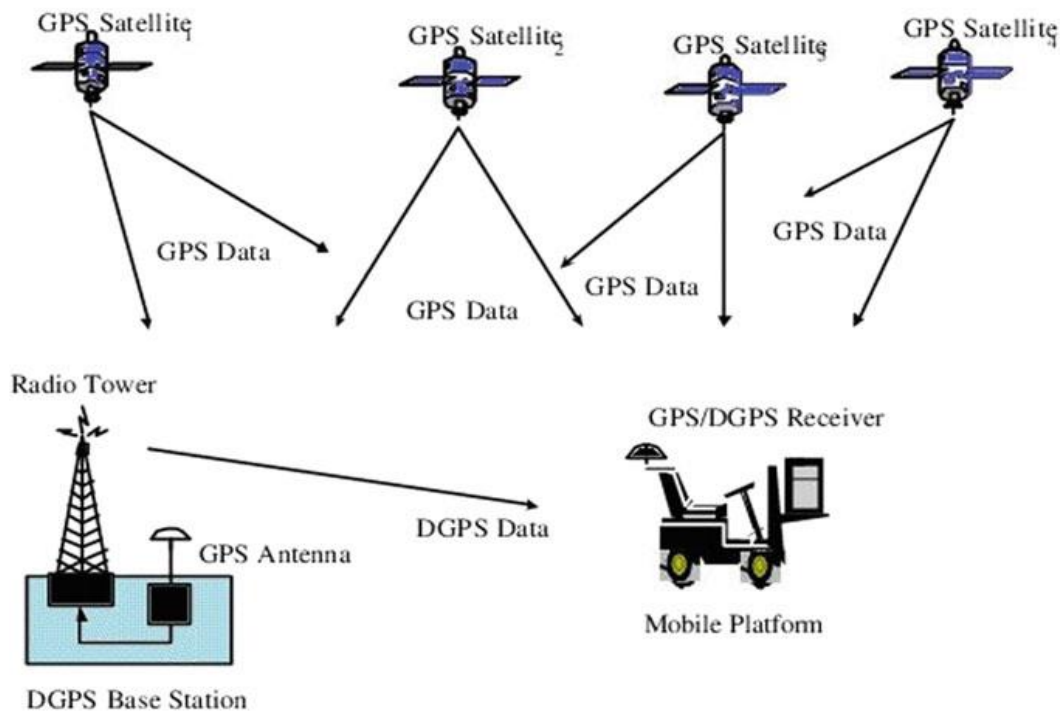 GPS Satellite1
GPS Satellite2
GPS Satellite3
GPS Satellite4
GPS Data
GPS Data
GPS Data
GPS Data
Radio Tower
GPS/DGPS Receiver
DGPS Data
GPS Antenna
Mobile Platform
DGPS Base Station